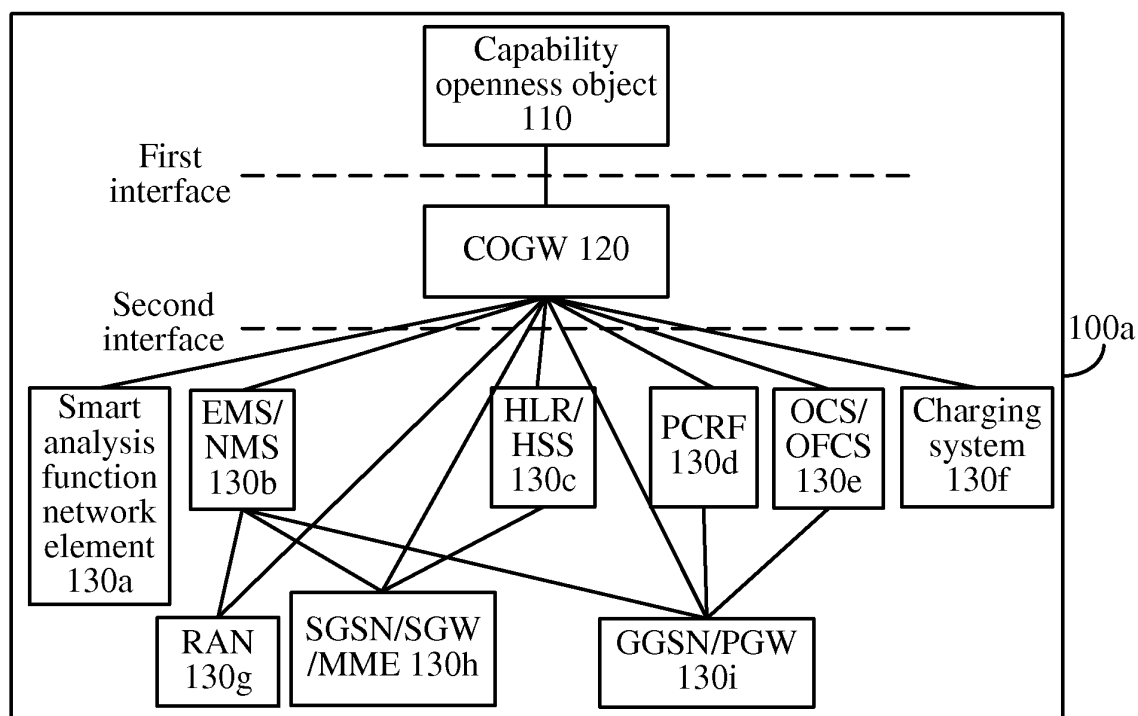 Capability
openness object
110
First
interface
COGW 120
Second
interface
100a
Smart
analysis
function
network
element
130a
EMS/
NMS
130b
HLR/
HSS
130c
PCRF
130d
OCS/
OFCS
130e
Charging
system
130f
RAN
130g
SGSN/SGW
/MME 130h
GGSN/PGW
130i